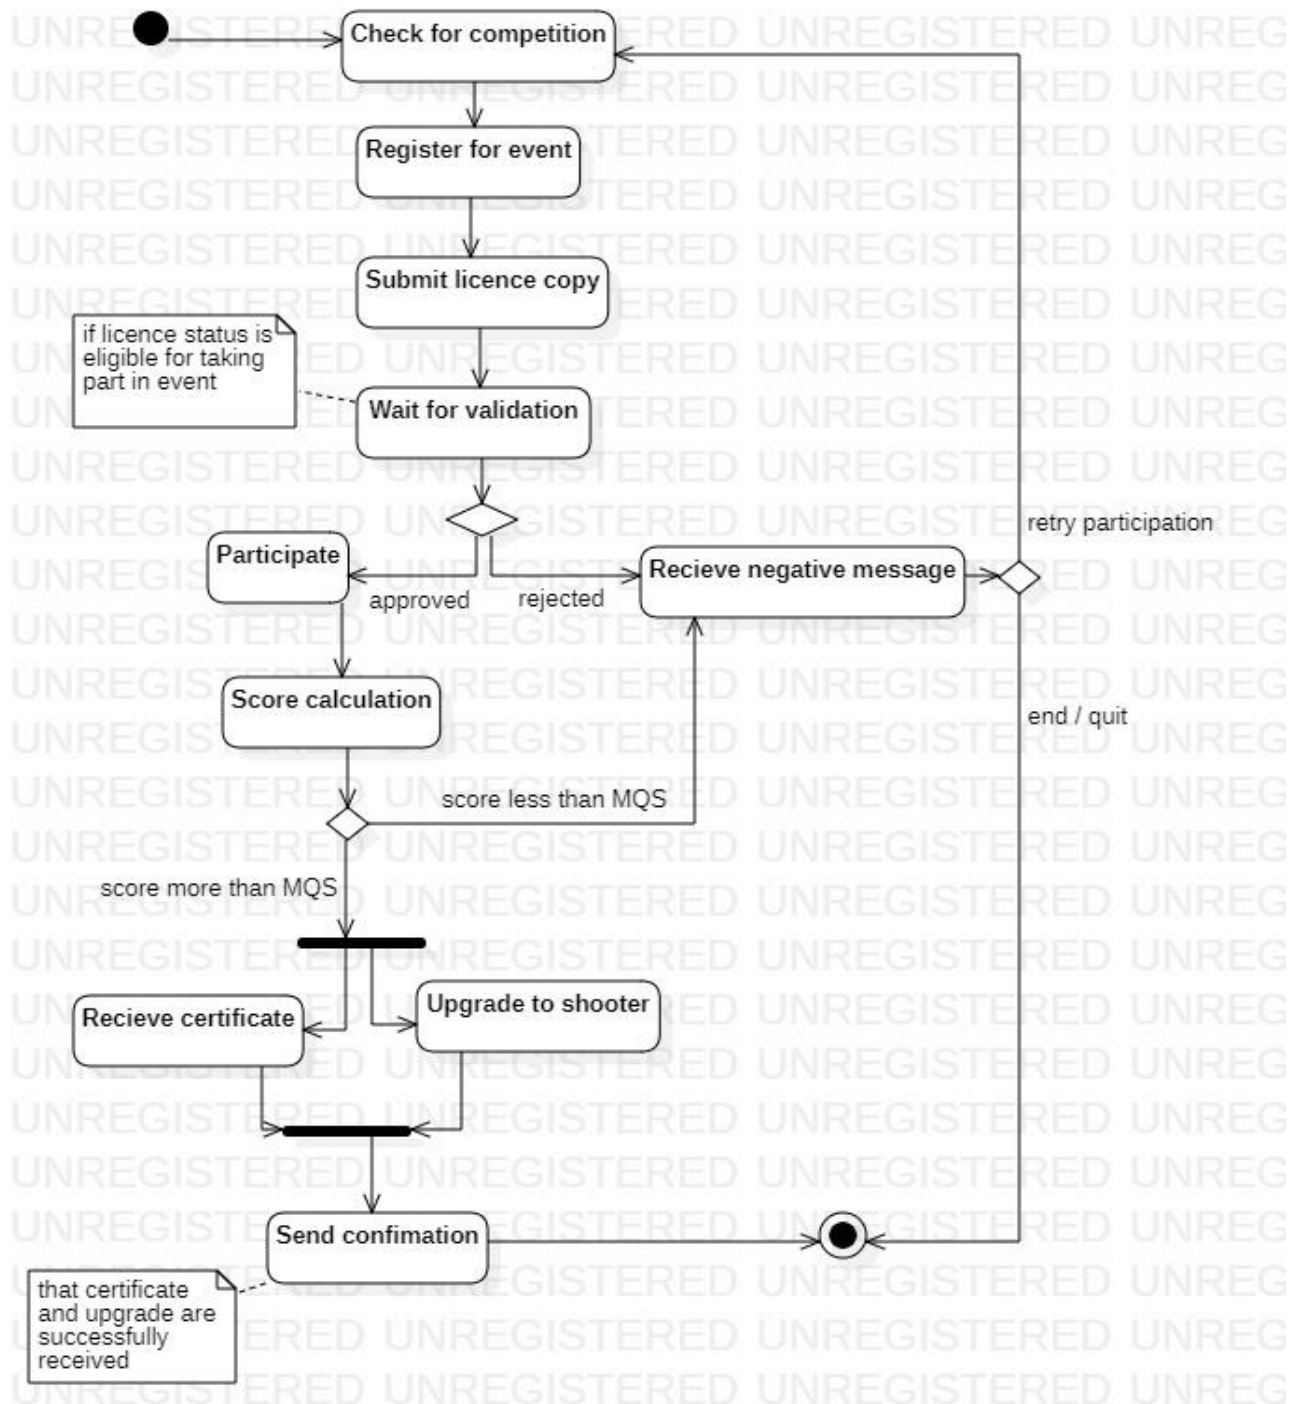 Check for competition
Register for event
Submit licence copy
if licence status is
eligible for taking
part in event
Wait for validation
retry participation
Participate
Recieve negative message
approved
rejected
Score calculation
end / quit
score less than MQS
score more than MQS
Upgrade to shooter
Recieve certificate
Send confimation
that certificate
and upgrade are
successfully
received
UNREGISTERED